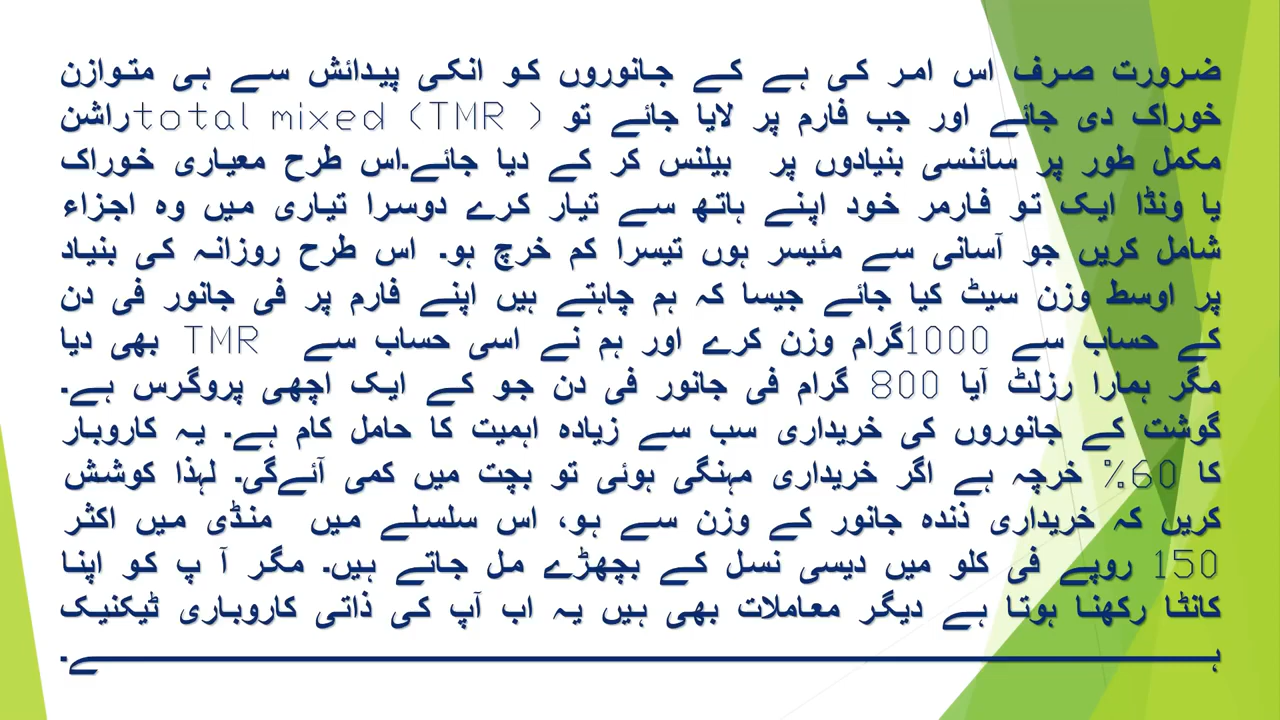 ضرورت صرف اس امر کی ہے کے جانوروں کو انکی پیدائش سے ہی متوازن
خوراک دی جائے اور جب فارم پر لایا جائے تو total mixed (TMR ) راشن
مکمل طور پر سائنسی بنیادوں پر بیلنس کر کے دیا جائے۔اس طرح معیاری خوراک
یا ونڈا ایک تو فارمر خود اپنے ہاتھ سے تیار کرے دوسرا تیاری میں وہ اجزاء
شامل کریں جو آسانی سے مئیسر ہوں تیسرا کم خرچ ہو۔ اس طرح روزانہ کی بنیاد
پر اوسط وزن سیٹ کیا جائے جیسا کہ ہم چاہتے ہیں اپنے فارم پر فی جانور فی دن
کے حساب سے 1000گرام وزن کرے اور ہم نے اسی حساب سے TMR بھی دیا
مگر ہمارا رزلٹ آیا 800 گرام فی جانور فی دن جو کے ایک اچھی پروگرس ہے۔
گوشت کے جانوروں کی خریداری سب سے زیادہ اہمیت کا حامل کام ہے۔ یہ کاروبار
کا 60% خرچہ ہے اگر خریداری مہنگی ہوئی تو بچت میں کمی آئےگی۔ لہذا کوشش
کریں کہ خریداری ذندہ جانور کے وزن سے ہو، اس سلسلے میں منڈی میں اکثر
150 روپے فی کلو میں دیسی نسل کے بچھڑے مل جاتے ہیں۔ مگر آ پ کو اپنا
کانٹا رکھنا ہوتا ہے دیگر معاملات بھی ہیں یہ اب آپ کی ذاتی کاروباری ٹیکنیک
ہے۔